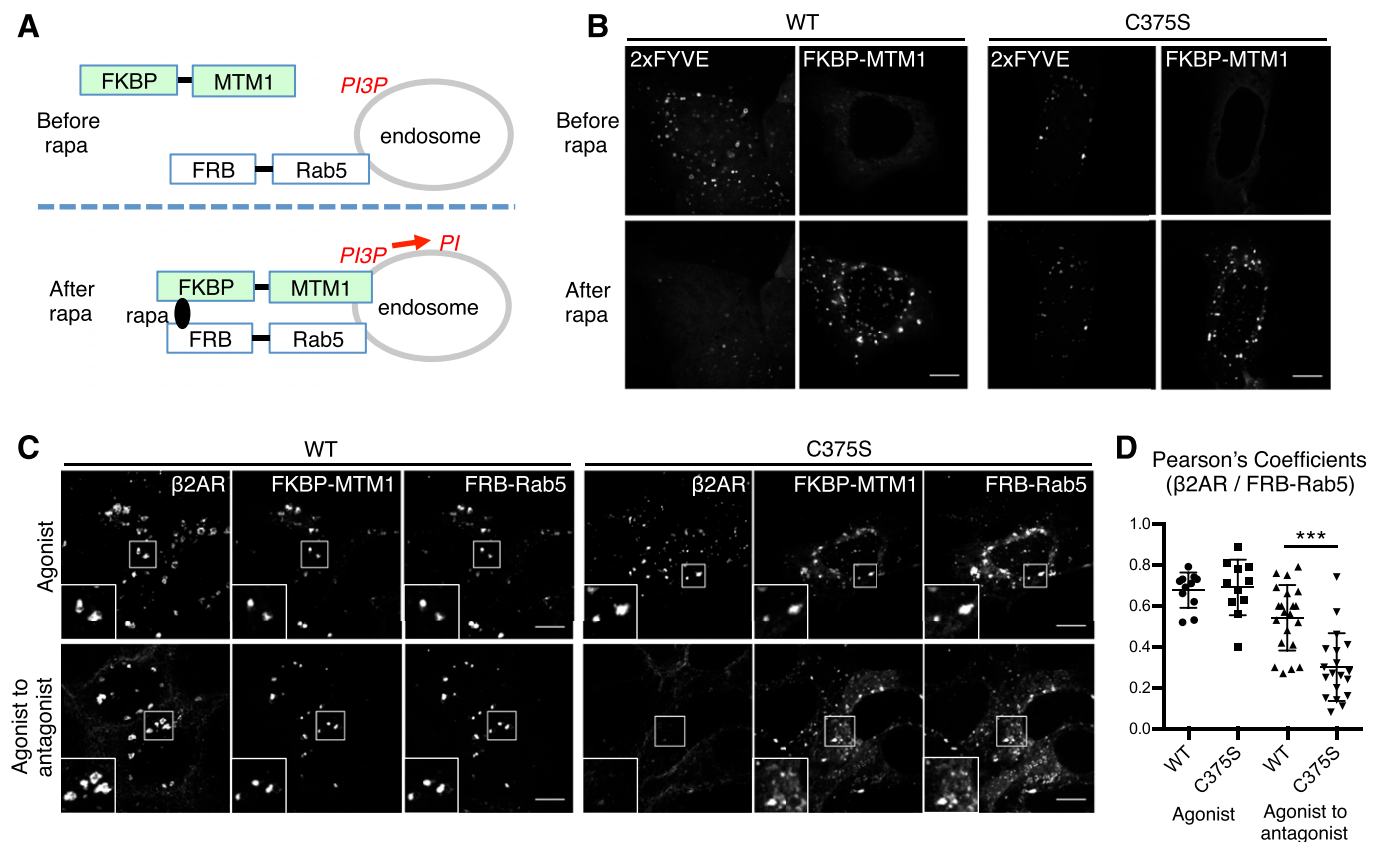 A
FKBP
MTM1
PI3P
Before
rapa
endosome
FRB
Rab5
PI3P
PI
After
rapa
FKBP
MTM1
endosome
rapa
FRB
Rab5
B
WT
C375S
2xFYVE
FKBP-MTM1
2xFYVE
FKBP-MTM1
Before
rapa
After
rapa
C
WT
C375S
β2AR
FKBP-MTM1
FRB-Rab5
β2AR
FKBP-MTM1
FRB-Rab5
Agonist
Agonist to
antagonist
D
Pearson's Coefficients
(β2AR / FRB-Rab5)
***
1.0
0.8
0.6
0.4
0.2
0.0
WT
C375S
WT
C375S
Agonist
Agonist to
antagonist